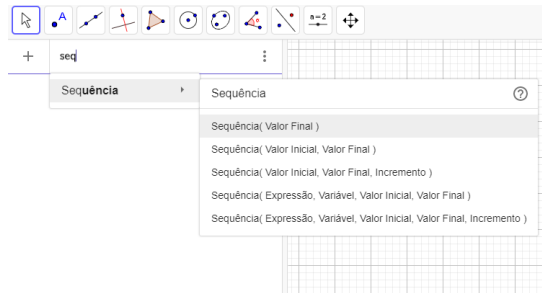 A
a=2
seq
Sequência
Sequência
Sequência( Valor Final )
Sequência( Valor Inicial, Valor Final )
Sequência( Valor Inicial, Valor Final, Incremento )
Sequência( Expressão, Variável, Valor Inicial, Valor Final )
Sequência( Expressão, Variável, Valor Inicial, Valor Final, Incremento )